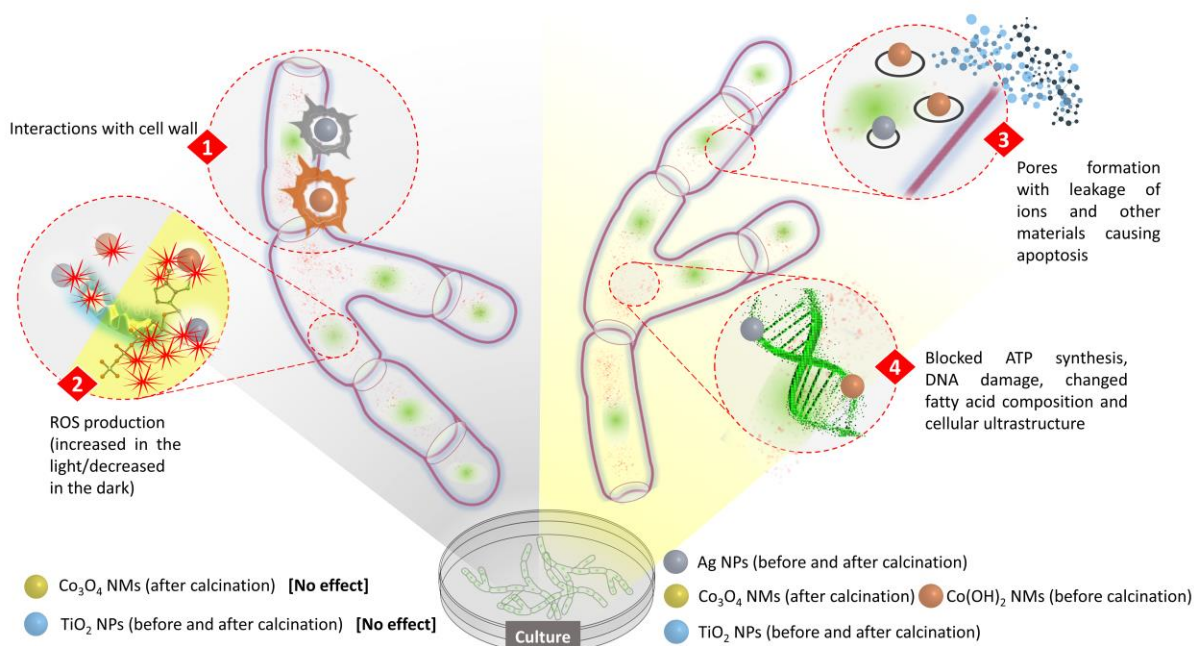 Interactions with cell wall
1
2
ROS production
(increased in the
light/decreased
in the dark)
3
Pores formation
with leakage of
ions and other
materials causing
apoptosis
4
Blocked ATP synthesis,
DNA damage, changed
fatty acid composition and
cellular ultrastructure
Co₃O₄ NMs (after calcination) [No effect]
TiO₂ NPs (before and after calcination) [No effect]
Culture
Ag NPs (before and after calcination)
Co₃O₄ NMs (after calcination) Co(OH)₂ NMs (before calcination)
TiO₂ NPs (before and after calcination)